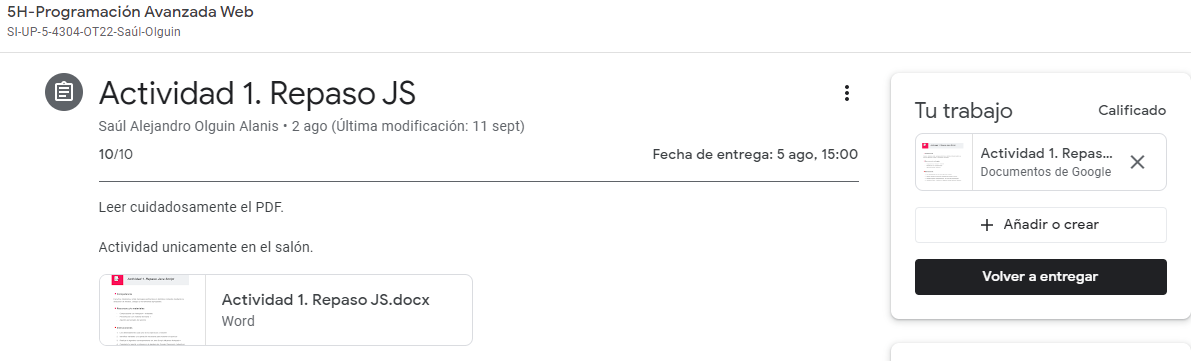 5H-Programación Avanzada Web
SI-UP-5-4304-OT22-Saúl-Olguin
Actividad 1. Repaso JS
Saúl Alejandro Olguin Alanis • 2 ago (Última modificación: 11 sept)
10/10
Fecha de entrega: 5 ago, 15:00
Leer cuidadosamente el PDF.
Actividad unicamente en el salón.
Actividad 1. Repaso JS.docx
Word
Tu trabajo
Calificado
Actividad 1. Repas...
Documentos de Google
+ Añadir o crear
Volver a entregar